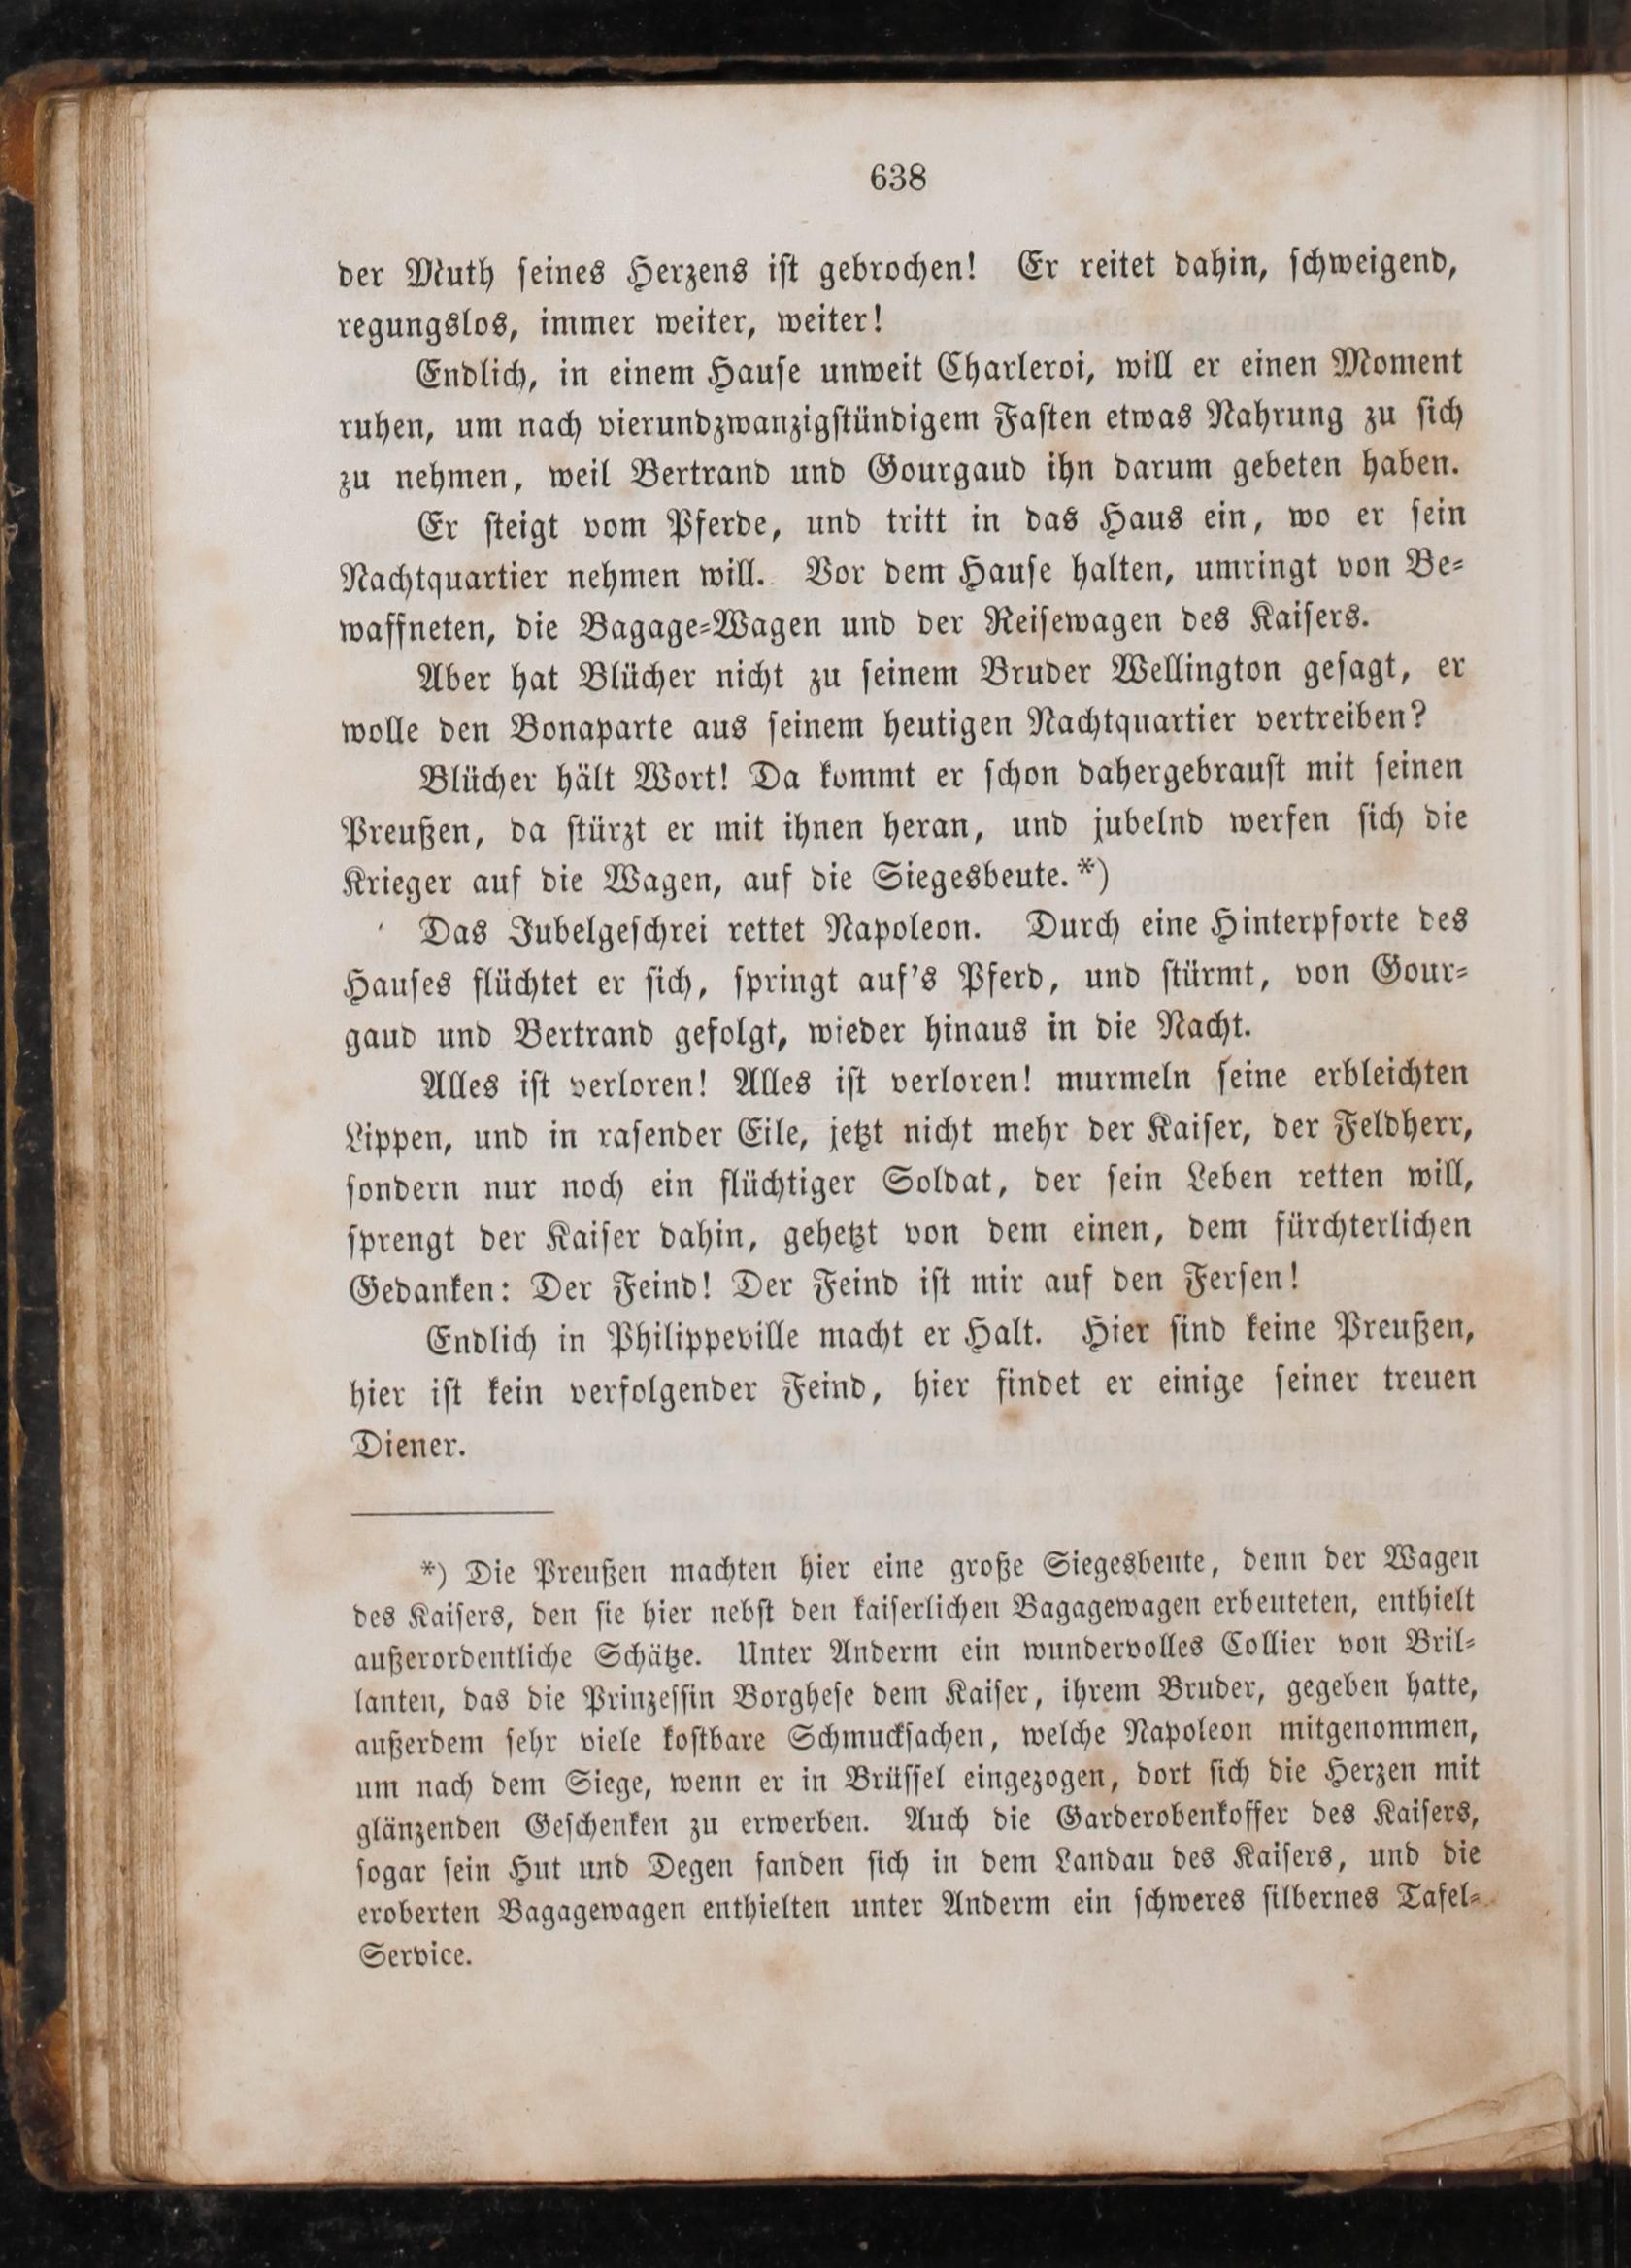 638
der Muth ſeines Herzens iſt gebrochen! Er reitet dahin, ſchweigend,
regungslos, immer weiter, weiter!
Endlich, in einem Hauſe unweit Charleroi, will er einen Moment
ruhen, um nach vierundzwanzigſtündigem Faſten etwas Nahrung zu ſich
zu nehmen, weil Bertrand und Gourgaud ihn darum gebeten haben.
Er ſteigt vom Pferde, und tritt in das Haus ein, wo er ſein
Nachtquartier nehmen will. Vor dem Hauſe halten, umringt von Be-
waffneten, die Bagage-Wagen und der Reiſewagen des Kaiſers.
Aber hat Blücher nicht zu ſeinem Bruder Wellington geſagt, er
wolle den Bonaparte aus ſeinem heutigen Nachtquartier vertreiben?
Blücher hält Wort! Da kommt er ſchon dahergebrauſt mit ſeinen
Preußen, da ſtürzt er mit ihnen heran, und jubelnd werfen ſich die
Krieger auf die Wagen, auf die Siegesbeute.*)
Das Jubelgeſchrei rettet Napoleon. Durch eine Hinterpforte des
Hauſes flüchtet er ſich, ſpringt auf's Pferd, und ſtürmt, von Gour-
gaud und Bertrand gefolgt, wieder hinaus in die Nacht.
Alles iſt verloren! Alles iſt verloren! murmeln ſeine erbleichten
Lippen, und in raſender Eile, jetzt nicht mehr der Kaiſer, der Feldherr,
ſondern nur noch ein flüchtiger Soldat, der ſein Leben retten will,
ſprengt der Kaiſer dahin, gehetzt von dem einen, dem fürchterlichen
Gedanken: Der Feind! Der Feind iſt mir auf den Ferſen!
Endlich in Philippeville macht er Halt. Hier ſind keine Preußen,
hier iſt kein verfolgender Feind, hier findet er einige ſeiner treuen
Diener.
*) Die Preußen machten hier eine große Siegesbeute, denn der Wagen
des Kaiſers, den ſie hier nebſt den kaiſerlichen Bagagewagen erbeuteten, enthielt
außerordentliche Schätze. Unter Anderm ein wundervolles Collier von Bril-
lanten, das die Prinzeſſin Borgheſe dem Kaiſer, ihrem Bruder, gegeben hatte,
außerdem ſehr viele koſtbare Schmuckſachen, welche Napoleon mitgenommen,
um nach dem Siege, wenn er in Brüſſel eingezogen, dort ſich die Herzen mit
glänzenden Geſchenken zu erwerben. Auch die Garderobenkoffer des Kaiſers,
ſogar ſein Hut und Degen fanden ſich in dem Landau des Kaiſers, und die
eroberten Bagagewagen enthielten unter Anderm ein ſchweres ſilbernes Tafel-
Service.